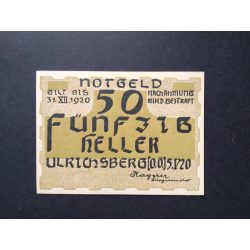 NOTGELD
GILT BIS NACHAHMUNG
31.XII.1920 WIRD BESTRAFT
50
FÜNFZIG
HELLER
ULRICHSBERG (O.Ö) 5.V.1920